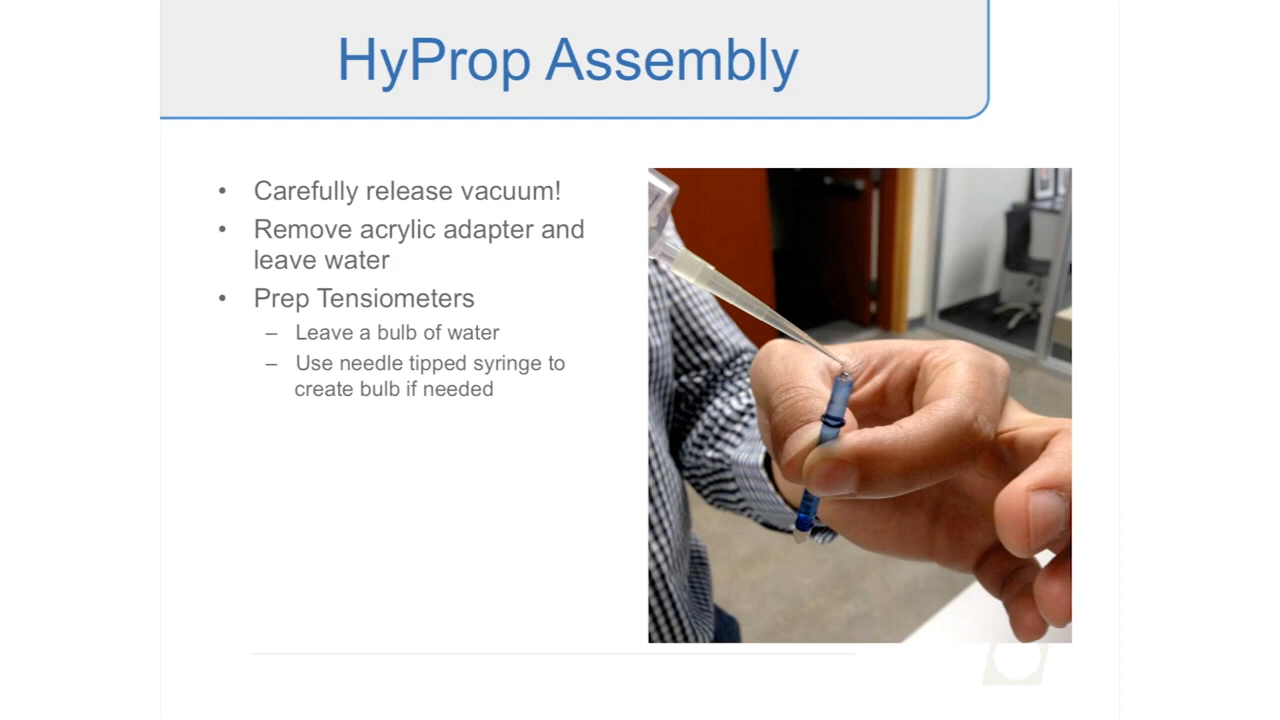 HyProp Assembly
• Carefully release vacuum!
• Remove acrylic adapter and
leave water
• Prep Tensiometers
– Leave a bulb of water
– Use needle tipped syringe to
create bulb if needed